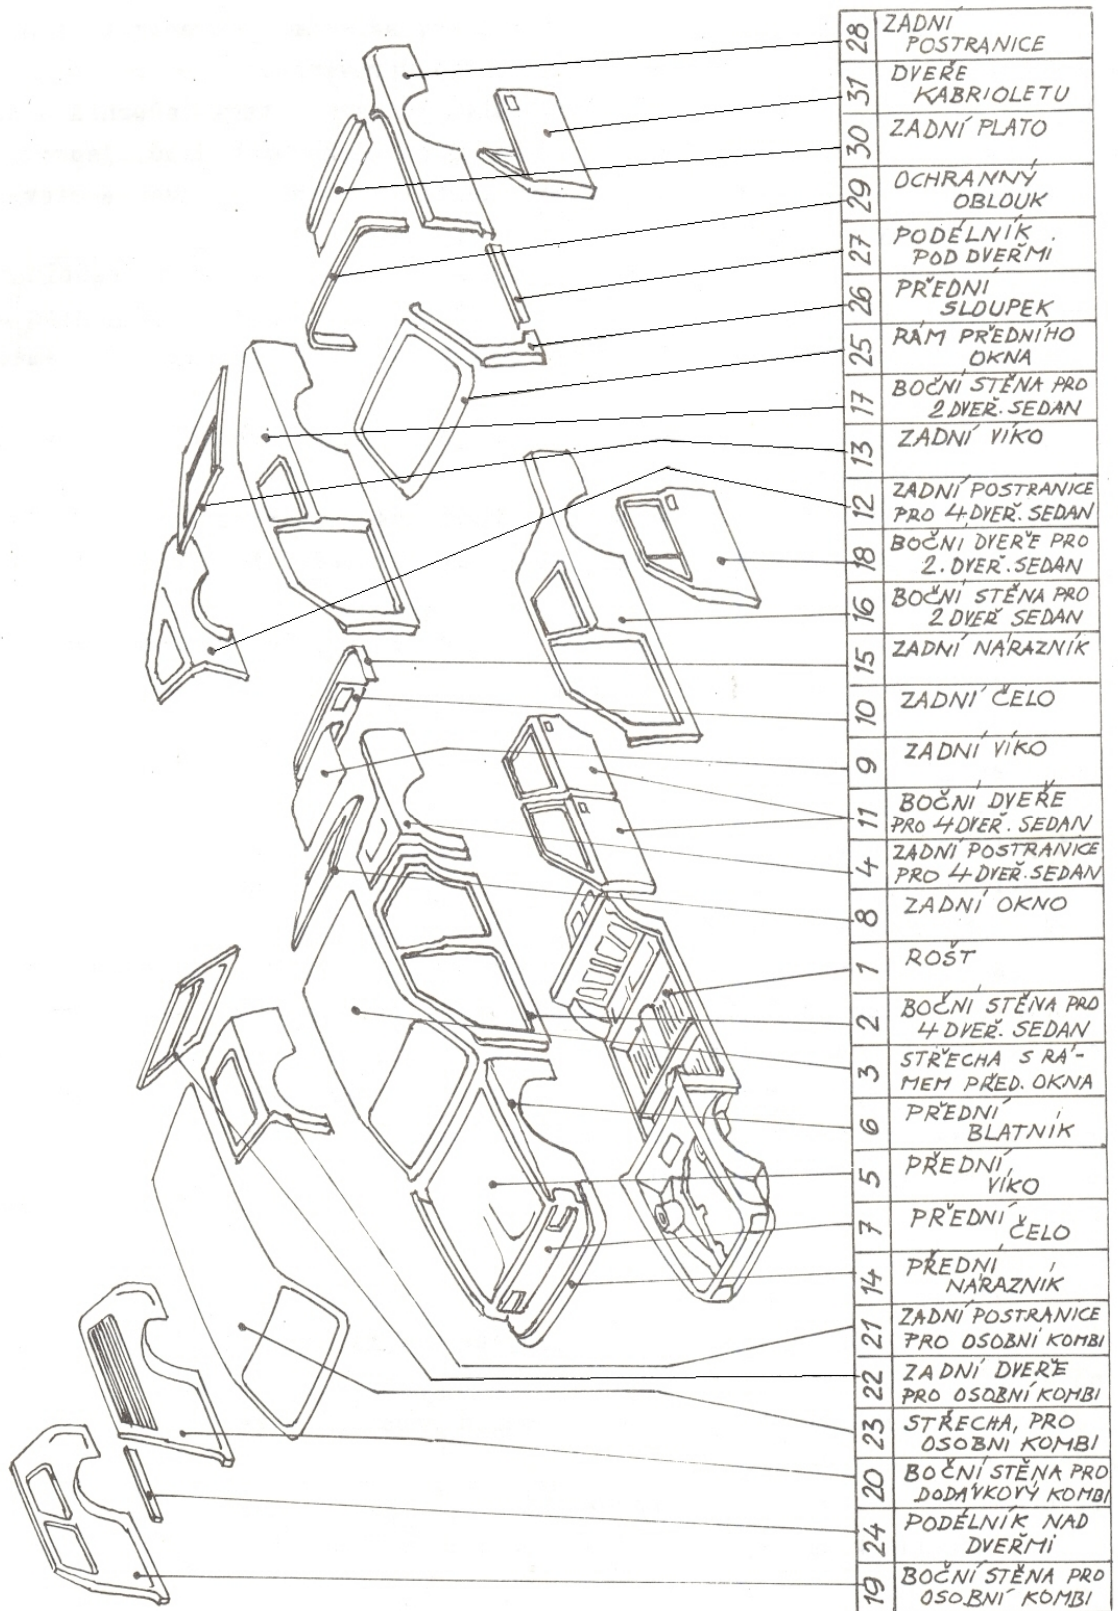 28 ZADNÍ
POSTRANICE
31 DVEŘE
KABRIOLETU
30 ZADNÍ PLATO
29 OCHRANNÝ
OBLOUK
27 PODÉLNÍK
POD DVEŘMI
26 PŘEDNÍ
SLOUPEK
25 RÁM PŘEDNÍHO
OKNA
17 BOČNÍ STĚNA PRO
2 DVEŘ. SEDAN
13 ZADNÍ VÍKO
12 ZADNÍ POSTRANICE
PRO 4 DVEŘ. SEDAN
18 BOČNÍ DVEŘE PRO
2. DVEŘ. SEDAN
16 BOČNÍ STĚNA PRO
2 DVEŘ SEDAN
15 ZADNÍ NÁRAZNÍK
10 ZADNÍ ČELO
9 ZADNÍ VÍKO
11 BOČNÍ DVEŘE
PRO 4 DVEŘ. SEDAN
4 ZADNÍ POSTRANICE
PRO 4 DVEŘ. SEDAN
8 ZADNÍ OKNO
1 ROŠT
2 BOČNÍ STĚNA PRO
4 DVEŘ. SEDAN
3 STŘECHA S RÁ-
MEM PŘED. OKNA
6 PŘEDNÍ
BLATNÍK
5 PŘEDNÍ
VÍKO
7 PŘEDNÍ
ČELO
14 PŘEDNÍ
NÁRAZNÍK
21 ZADNÍ POSTRANICE
PRO OSOBNÍ KOMBI
22 ZADNÍ DVEŘE
PRO OSOBNÍ KOMBI
23 STŘECHA PRO
OSOBNÍ KOMBI
20 BOČNÍ STĚNA PRO
DODÁVKOVÝ KOMBI
24 PODÉLNÍK NAD
DVEŘMI
19 BOČNÍ STĚNA PRO
OSOBNÍ KOMBI